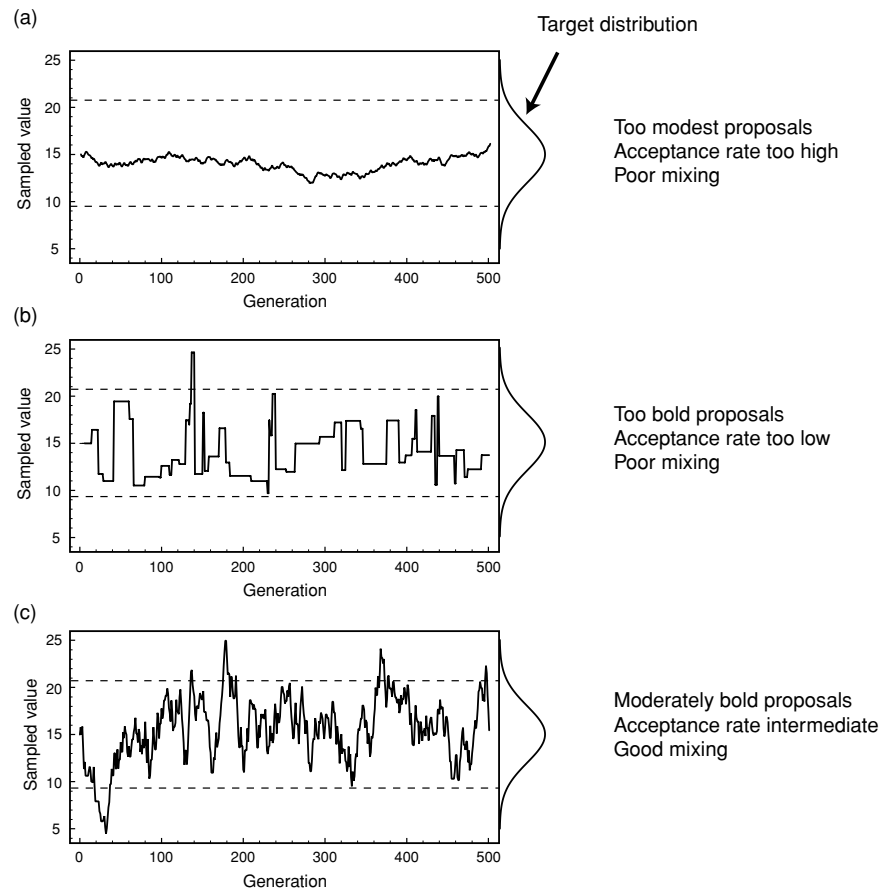 (a)
Target distribution
25
20
15
10
5
Sampled value
0 100 200 300 400 500
Generation
Too modest proposals
Acceptance rate too high
Poor mixing
(b)
25
20
15
10
5
Sampled value
0 100 200 300 400 500
Generation
Too bold proposals
Acceptance rate too low
Poor mixing
(c)
25
20
15
10
5
Sampled value
0 100 200 300 400 500
Generation
Moderately bold proposals
Acceptance rate intermediate
Good mixing